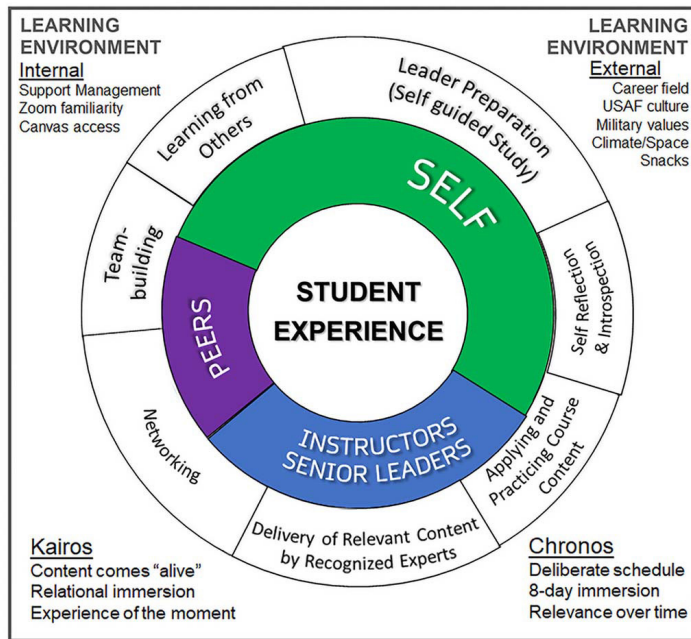 LEARNING
ENVIRONMENT
Internal
Support Management
Zoom familiarity
Canvas access
LEARNING
ENVIRONMENT
External
Career field
USAF culture
Military values
Climate/Space
Snacks
Learning from
Others
Leader Preparation
(Self guided Study)
Self Reflection
& Introspection
Applying and
Practicing Course
Content
Delivery of Relevant Content
by Recognized Experts
Networking
Team-
building
SELF
PEERS
INSTRUCTORS
SENIOR LEADERS
STUDENT
EXPERIENCE
Kairos
Content comes “alive”
Relational immersion
Experience of the moment
Chronos
Deliberate schedule
8-day immersion
Relevance over time